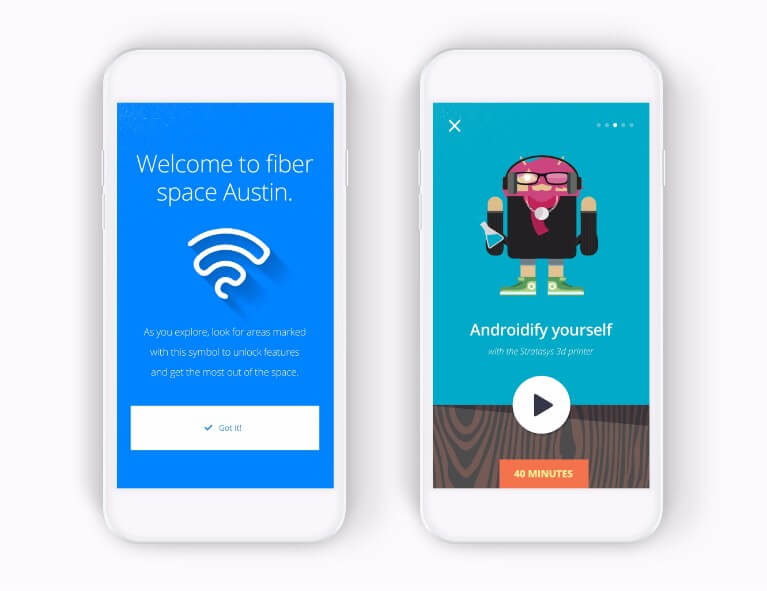 Welcome to fiber
space Austin.
As you explore, look for areas marked
with this symbol to unlock features
and get the most out of the space.
Got it!
Androidify yourself
with the Stratasys 3d printer
40 MINUTES